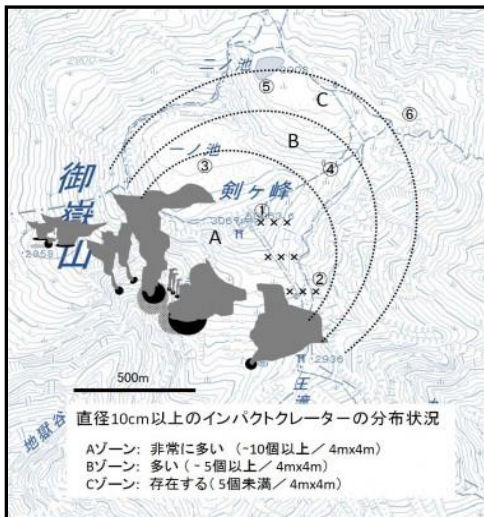 二ノ池
⑤
C
⑥
B
一ノ池
③
④
御嶽山
剣ヶ峰
①
A
②
2936
王滝
500m
地獄谷
直径10cm以上のインパクトクレーターの分布状況
Aゾーン: 非常に多い (~10個以上/ 4mx4m)
Bゾーン: 多い (~ 5個以上/ 4mx4m)
Cゾーン: 存在する( 5個未満/ 4mx4m)